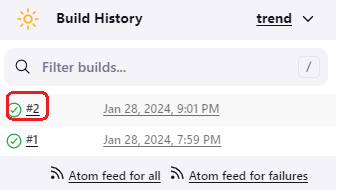 Build History trend
Filter builds... /
#2 Jan 28, 2024, 9:01 PM
#1 Jan 28, 2024, 7:59 PM
Atom feed for all Atom feed for failures